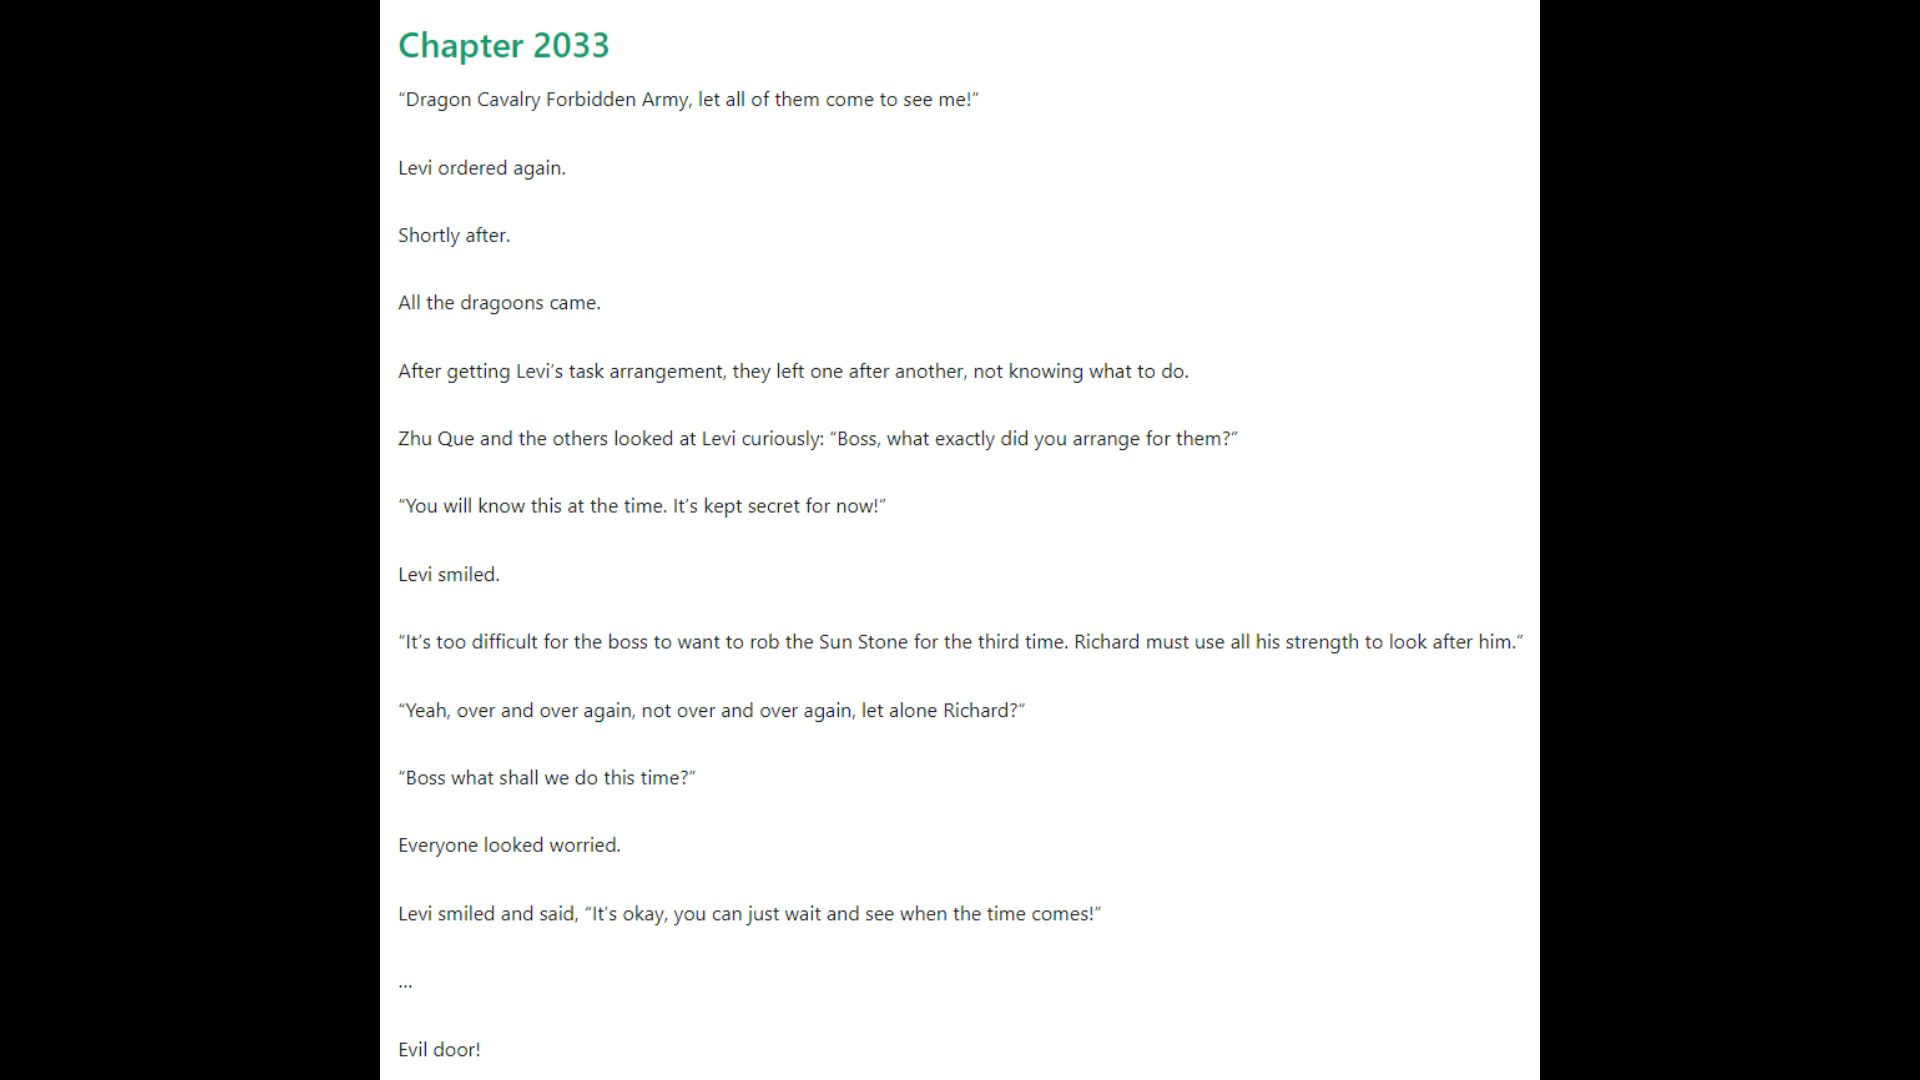 Chapter 2033
“Dragon Cavalry Forbidden Army, let all of them come to see me!”
Levi ordered again.
Shortly after.
All the dragoons came.
After getting Levi’s task arrangement, they left one after another, not knowing what to do.
Zhu Que and the others looked at Levi curiously: “Boss, what exactly did you arrange for them?”
“You will know this at the time. It’s kept secret for now!”
Levi smiled.
“It’s too difficult for the boss to want to rob the Sun Stone for the third time. Richard must use all his strength to look after him.”
“Yeah, over and over again, not over and over again, let alone Richard?”
“Boss what shall we do this time?”
Everyone looked worried.
Levi smiled and said, “It’s okay, you can just wait and see when the time comes!”
...
Evil door!